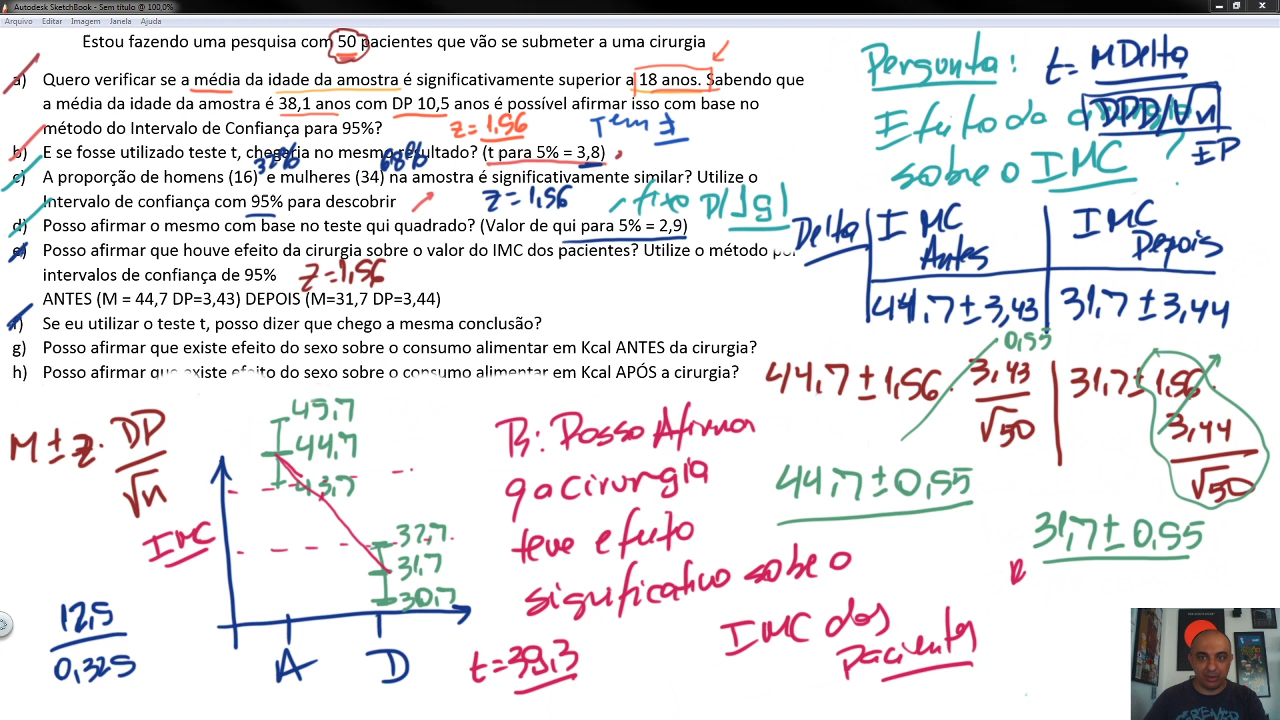 Autodesk SketchBook - Sem título @ 100,0%
Arquivo Editar Imagem Janela Ajuda
Estou fazendo uma pesquisa com 50 pacientes que vão se submeter a uma cirurgia
a) Quero verificar se a média da idade da amostra é significativamente superior a 18 anos. Sabendo que
a média da idade da amostra é 38,1 anos com DP 10,5 anos é possível afirmar isso com base no
método do Intervalo de Confiança para 95%?
z=1,96
Tem ≠
b) E se fosse utilizado teste t, chegaria no mesmo resultado? (t para 5% = 3,8)
32% 68%
c) A proporção de homens (16) e mulheres (34) na amostra é significativamente similar? Utilize o
Intervalo de confiança com 95% para descobrir
z=1,96
fixo p/
d) Posso afirmar o mesmo com base no teste qui quadrado? (Valor de qui para 5% = 2,9)
e) Posso afirmar que houve efeito da cirurgia sobre o valor do IMC dos pacientes? Utilize o método por
intervalos de confiança de 95%
z=1,96
ANTES (M = 44,7 DP=3,43) DEPOIS (M=31,7 DP=3,44)
f) Se eu utilizar o teste t, posso dizer que chego a mesma conclusão?
g) Posso afirmar que existe efeito do sexo sobre o consumo alimentar em Kcal ANTES da cirurgia?
h) Posso afirmar que existe efeito do sexo sobre o consumo alimentar em Kcal APÓS a cirurgia?
Pergunta:
Efeito da
sobre o IMC ?
t= MDelta
DPD/√n
±P
Delta
IMC Antes
IMC Depois
44,7±3,43
31,7±3,44
0,95
44,7±1,96. 3,43
√50
31,7±1,96.
3,44
√50
44,7±0,95
31,7±0,95
M±z. DP
√n
45,7
44,7
43,7
32,7
31,7
30,7
IMC
A D
12,5
0,325
R: Posso Afirmar
q a cirurgia
teve efeito
significativo sobre o
IMC dos
pacientes
t=39,3